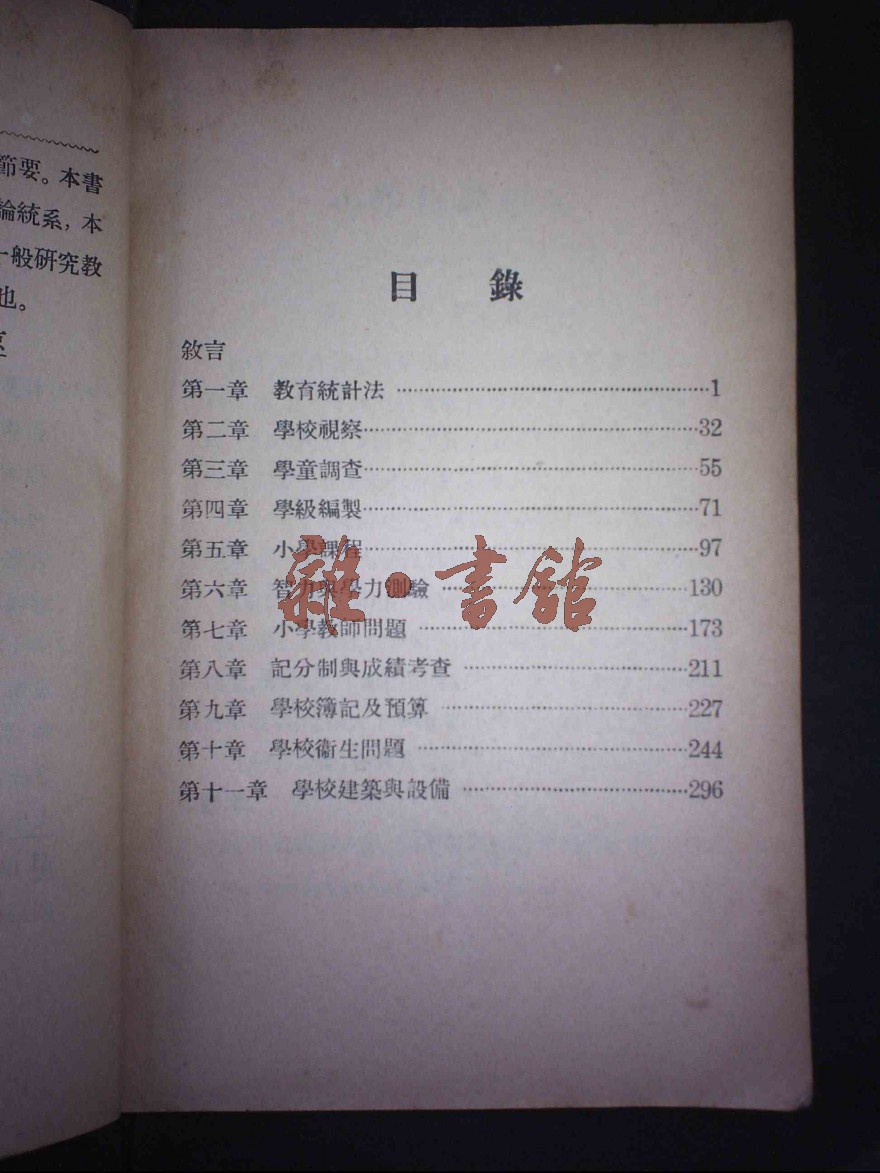 節要。本書
論統系，本
一般研究教
也。
目 錄
敘言
第一章 教育統計法 …………………………1
第二章 學校視察…………………………32
第三章 學童調查…………………………55
第四章 學級編製…………………………71
第五章 小學課程…………………………97
第六章 智力與學力測驗 …………………………130
第七章 小學教師問題 …………………………173
第八章 記分制與成績考查 …………………………211
第九章 學校簿記及預算 …………………………227
第十章 學校衞生問題 …………………………244
第十一章 學校建築與設備 …………………………296
雜·書館